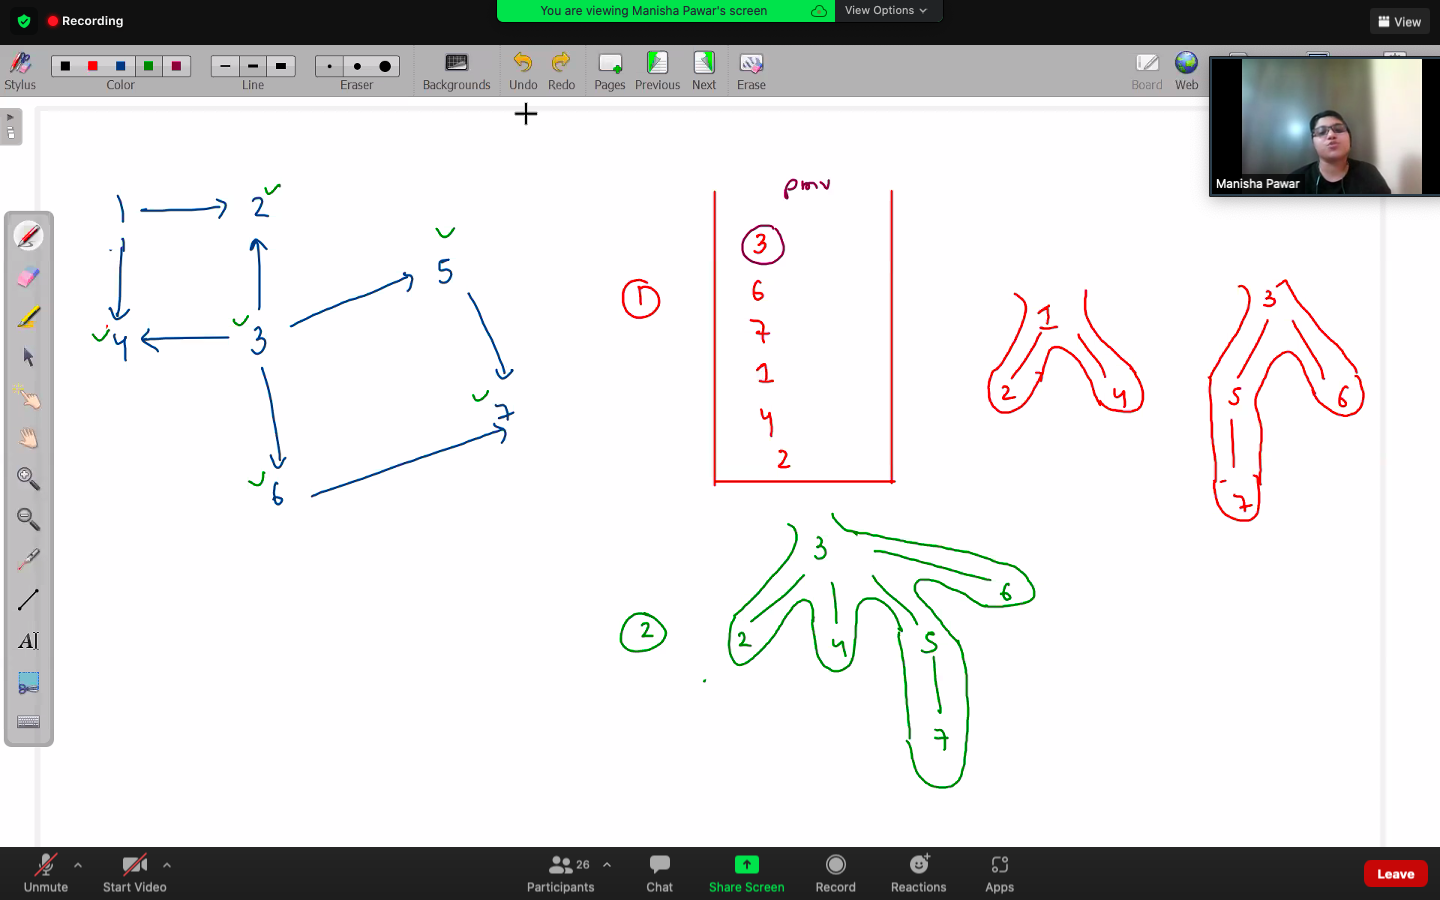 Recording
You are viewing Manisha Pawar's screen
View Options
View
Stylus
Color
Line
Eraser
Backgrounds
Undo
Redo
Pages
Previous
Next
Erase
Board
Web
Manisha Pawar
1
2
4
3
5
7
6
1
pmv
3
6
7
1
4
2
1
2
4
3
5
6
7
2
3
2
4
5
6
7
A
Unmute
Start Video
Participants
26
Chat
Share Screen
Record
Reactions
Apps
Leave